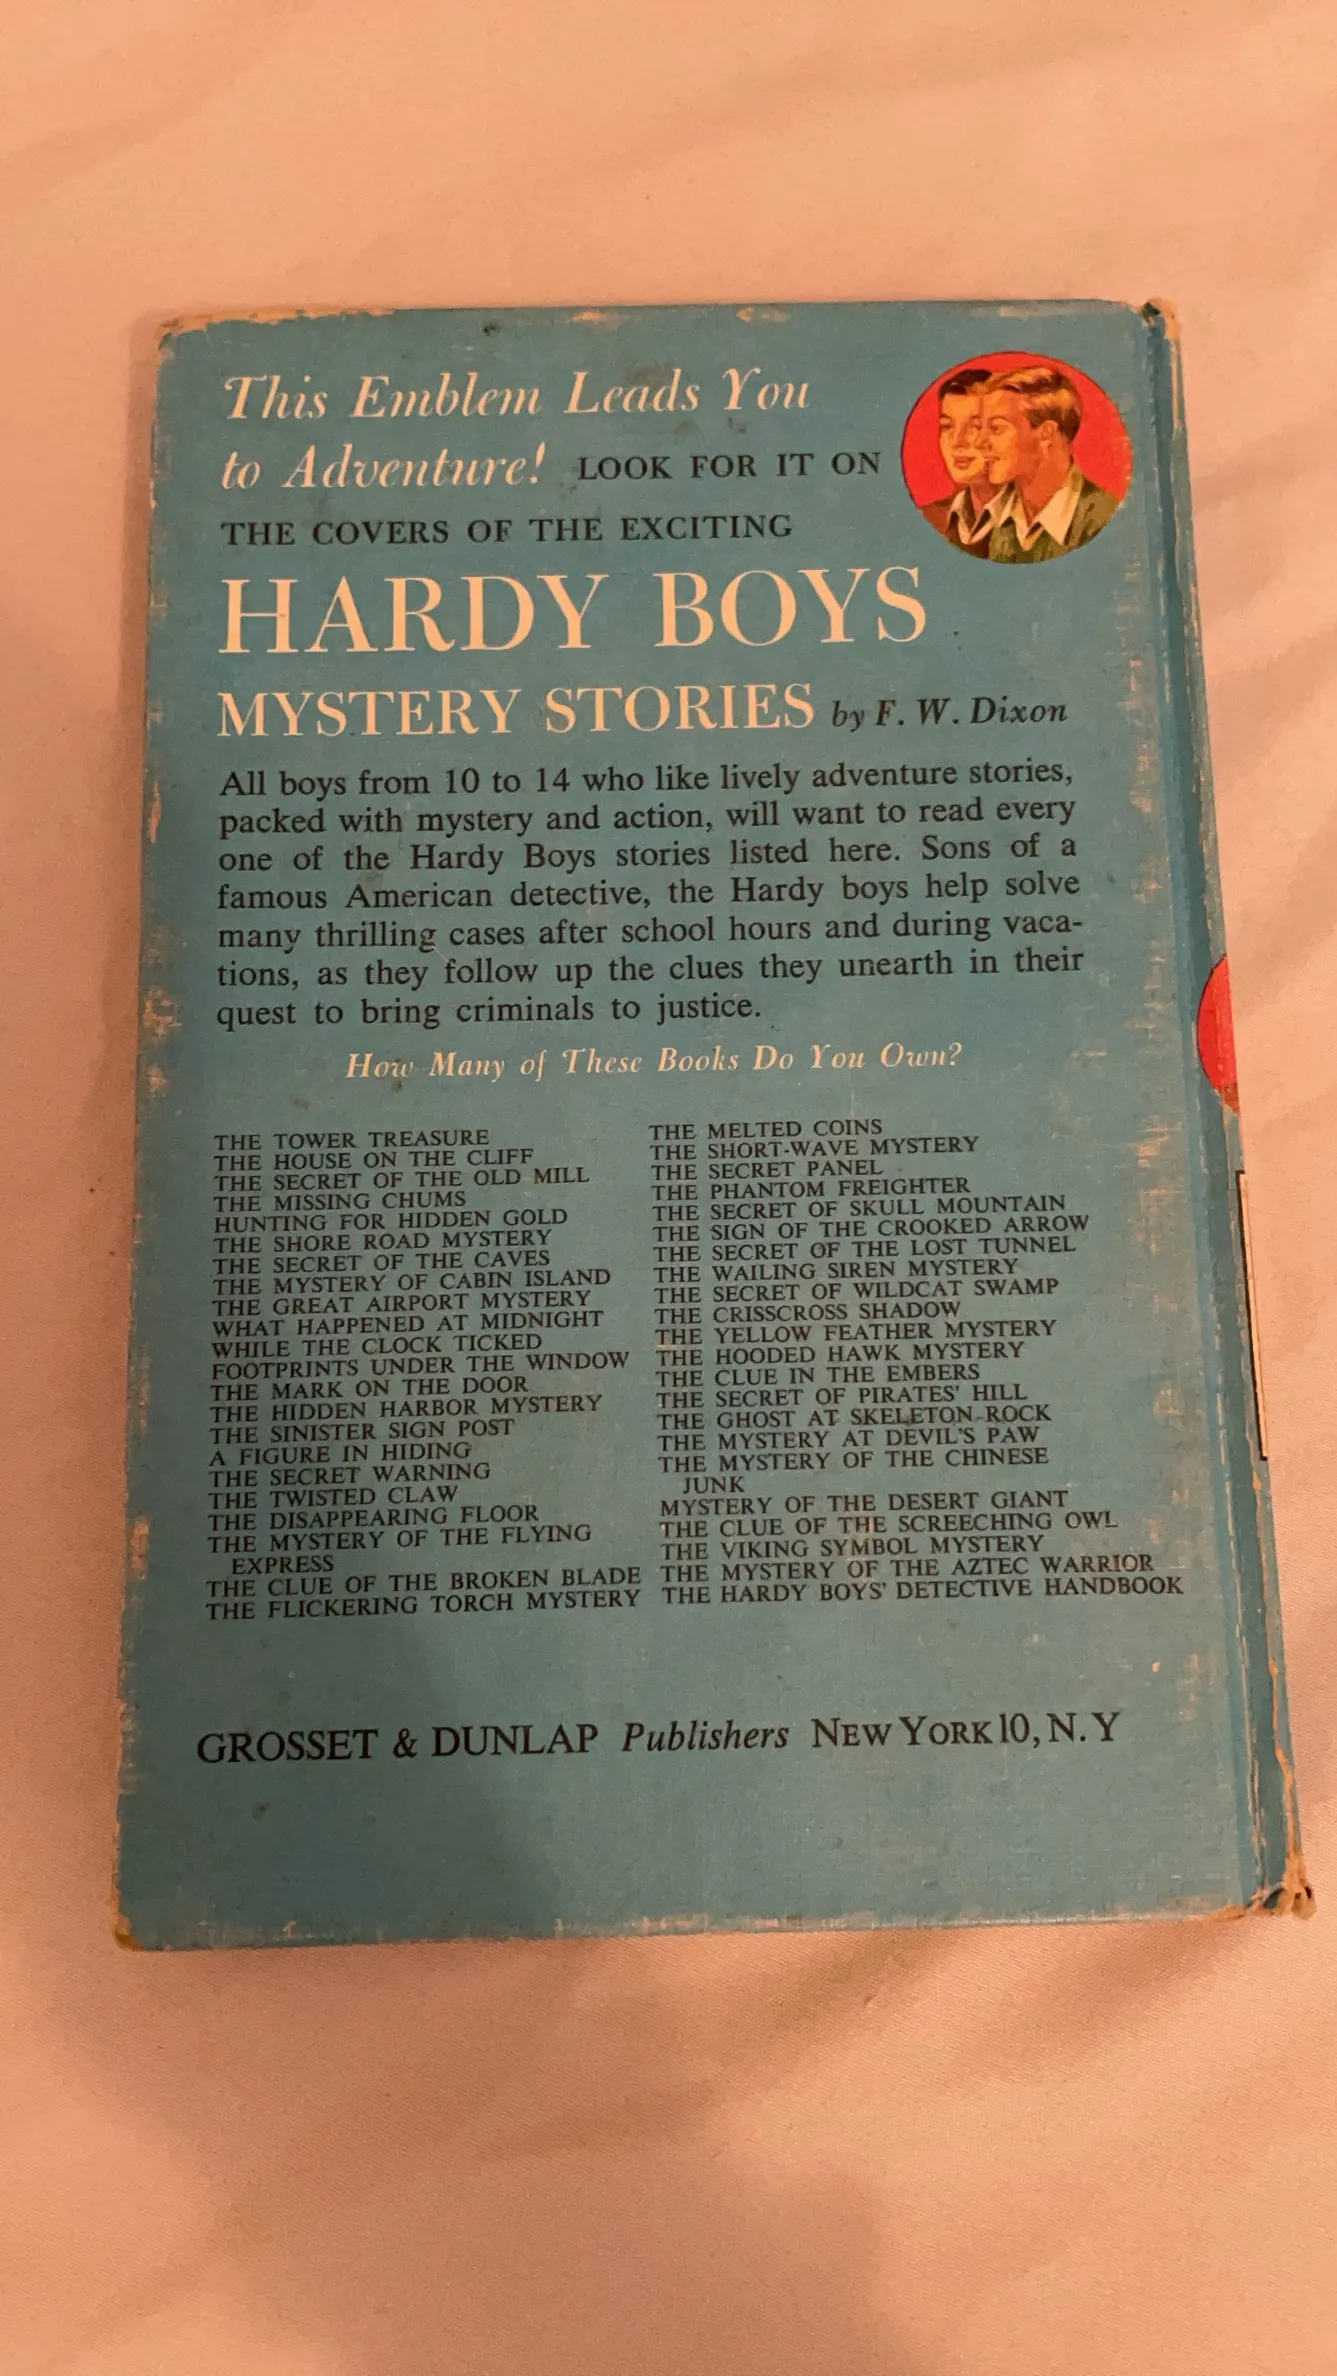 This Emblem Leads You
to Adventure! LOOK FOR IT ON
THE COVERS OF THE EXCITING
HARDY BOYS
MYSTERY STORIES by F. W. Dixon
All boys from 10 to 14 who like lively adventure stories,
packed with mystery and action, will want to read every
one of the Hardy Boys stories listed here. Sons of a
famous American detective, the Hardy boys help solve
many thrilling cases after school hours and during vaca-
tions, as they follow up the clues they unearth in their
quest to bring criminals to justice.
How Many of These Books Do You Own?
THE TOWER TREASURE
THE HOUSE ON THE CLIFF
THE SECRET OF THE OLD MILL
THE MISSING CHUMS
HUNTING FOR HIDDEN GOLD
THE SHORE ROAD MYSTERY
THE SECRET OF THE CAVES
THE MYSTERY OF CABIN ISLAND
THE GREAT AIRPORT MYSTERY
WHAT HAPPENED AT MIDNIGHT
WHILE THE CLOCK TICKED
FOOTPRINTS UNDER THE WINDOW
THE MARK ON THE DOOR
THE HIDDEN HARBOR MYSTERY
THE SINISTER SIGN POST
A FIGURE IN HIDING
THE SECRET WARNING
THE TWISTED CLAW
THE DISAPPEARING FLOOR
THE MYSTERY OF THE FLYING
EXPRESS
THE CLUE OF THE BROKEN BLADE
THE FLICKERING TORCH MYSTERY
THE MELTED COINS
THE SHORT-WAVE MYSTERY
THE SECRET PANEL
THE PHANTOM FREIGHTER
THE SECRET OF SKULL MOUNTAIN
THE SIGN OF THE CROOKED ARROW
THE SECRET OF THE LOST TUNNEL
THE WAILING SIREN MYSTERY
THE SECRET OF WILDCAT SWAMP
THE CRISSCROSS SHADOW
THE YELLOW FEATHER MYSTERY
THE HOODED HAWK MYSTERY
THE CLUE IN THE EMBERS
THE SECRET OF PIRATES' HILL
THE GHOST AT SKELETON ROCK
THE MYSTERY AT DEVIL'S PAW
THE MYSTERY OF THE CHINESE
JUNK
MYSTERY OF THE DESERT GIANT
THE CLUE OF THE SCREECHING OWL
THE VIKING SYMBOL MYSTERY
THE MYSTERY OF THE AZTEC WARRIOR
THE HARDY BOYS' DETECTIVE HANDBOOK
GROSSET & DUNLAP Publishers NEW YORK 10, N. Y